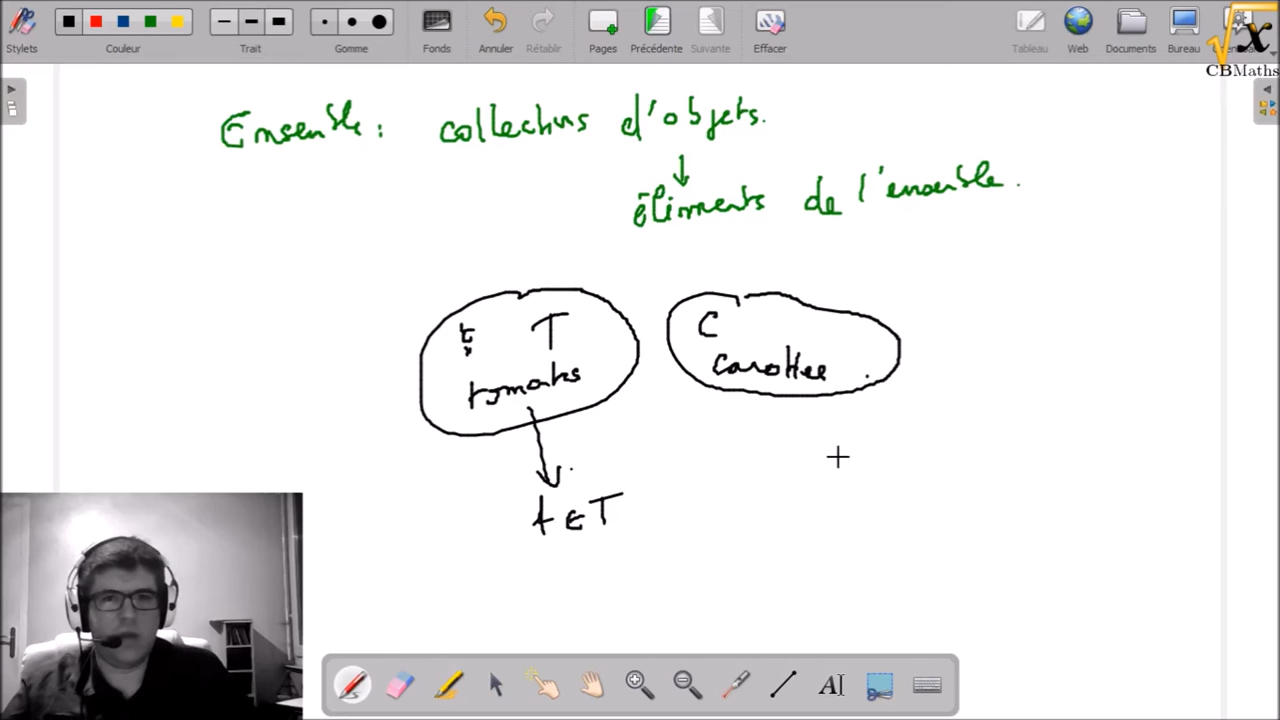 Stylets Couleur Trait Gomme Fonds Annuler Rétablir Pages Précédente Suivante Effacer Tableau Web Documents Bureau
CBMaths
Ensemble : collections d'objets.
éléments de l'ensemble.
t T
tomates
C
carottes
t ∈ T